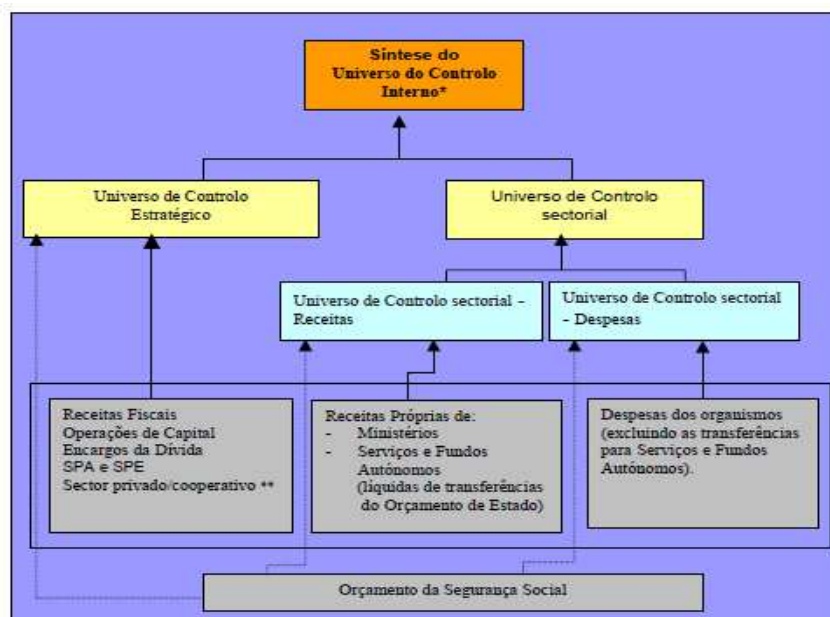 Síntese do
Universo do Controlo
Interno*
Universo de Controlo
Estratégico
Universo de Controlo
sectorial
Universo de Controlo sectorial –
Receitas
Universo de Controlo sectorial
– Despesas
Receitas Fiscais
Operações de Capital
Encargos da Dívida
SPA e SPE
Sector privado/cooperativo **
Receitas Próprias de:
- Ministérios
- Serviços e Fundos
Autónomos
(líquidas de transferências
do Orçamento de Estado)
Despesas dos organismos
(excluindo as transferências
para Serviços e Fundos
Autónomos).
Orçamento da Segurança Social